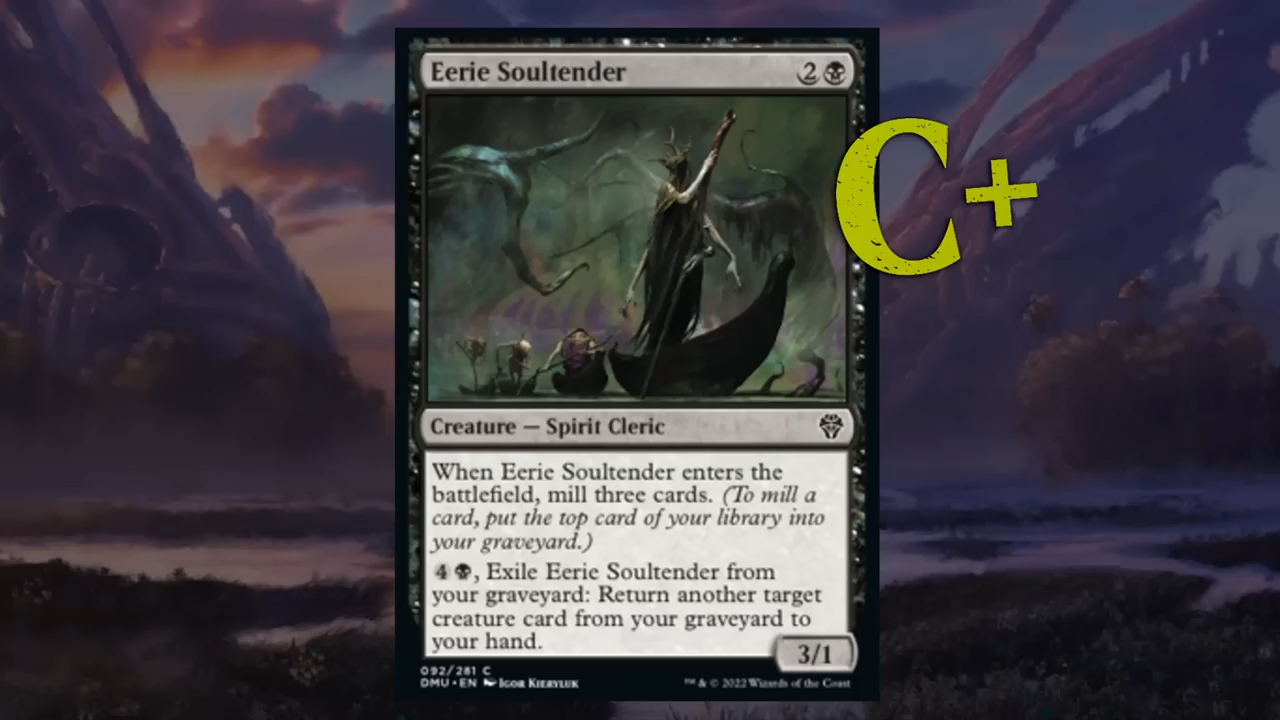 Eerie Soultender 2
C+
Creature — Spirit Cleric
When Eerie Soultender enters the
battlefield, mill three cards. (To mill a
card, put the top card of your library into
your graveyard.)
4, Exile Eerie Soultender from
your graveyard: Return another target
creature card from your graveyard to
your hand.
3/1
092/281 C
DMU • EN Igor Kieryluk
™ & © 2022 Wizards of the Coast